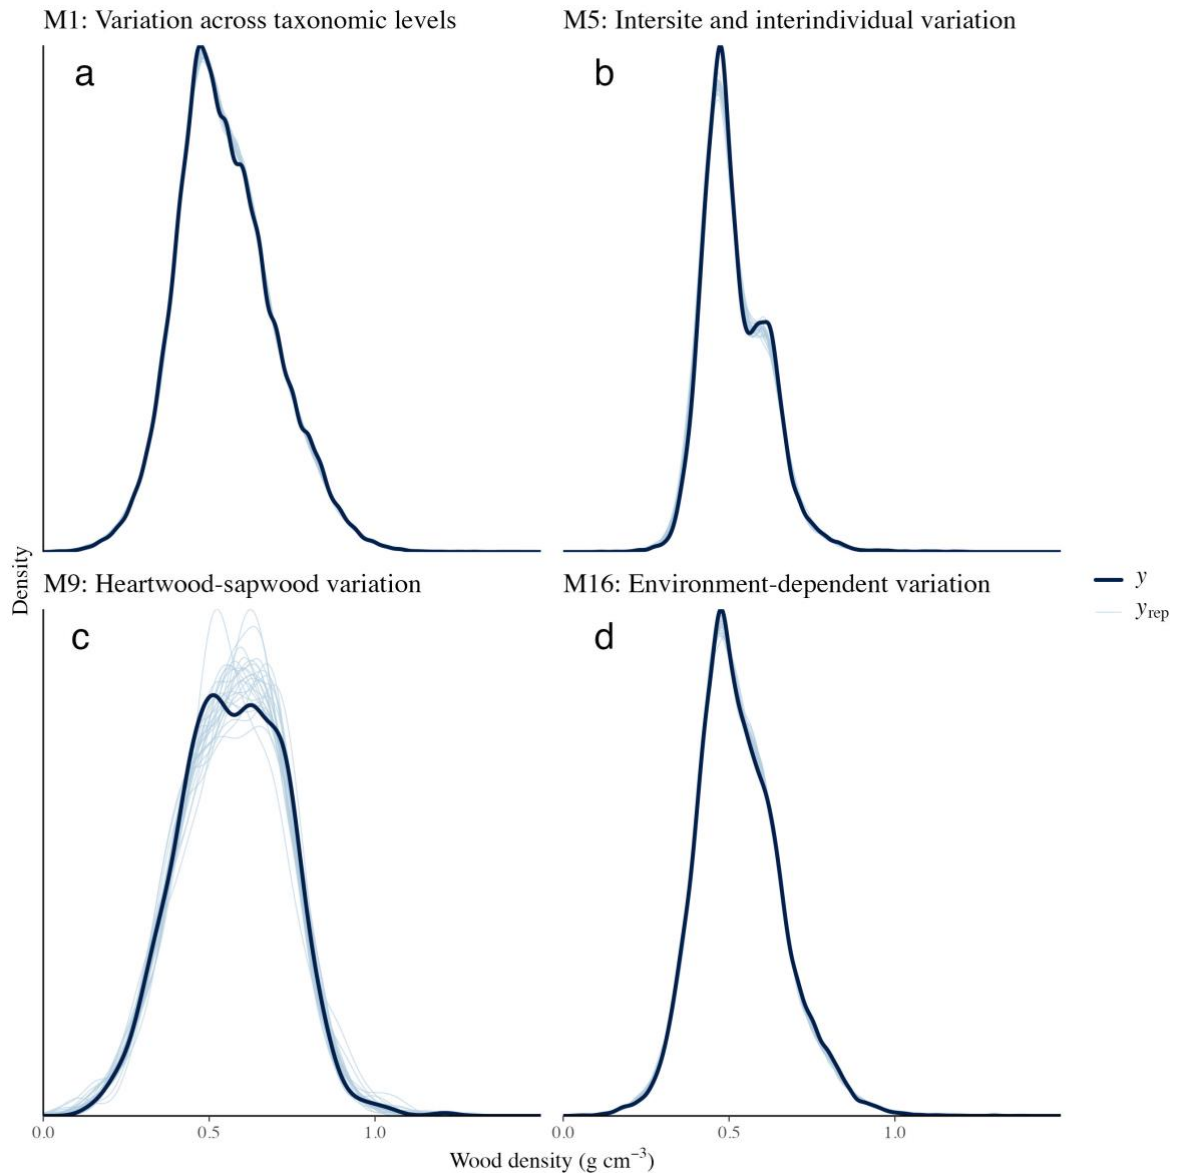 M1: Variation across taxonomic levels
M5: Intersite and interindividual variation
a
b
M9: Heartwood-sapwood variation
M16: Environment-dependent variation
c
d
Density
y
y_rep
0.0
0.5
1.0
0.0
0.5
1.0
Wood density (g cm⁻³)